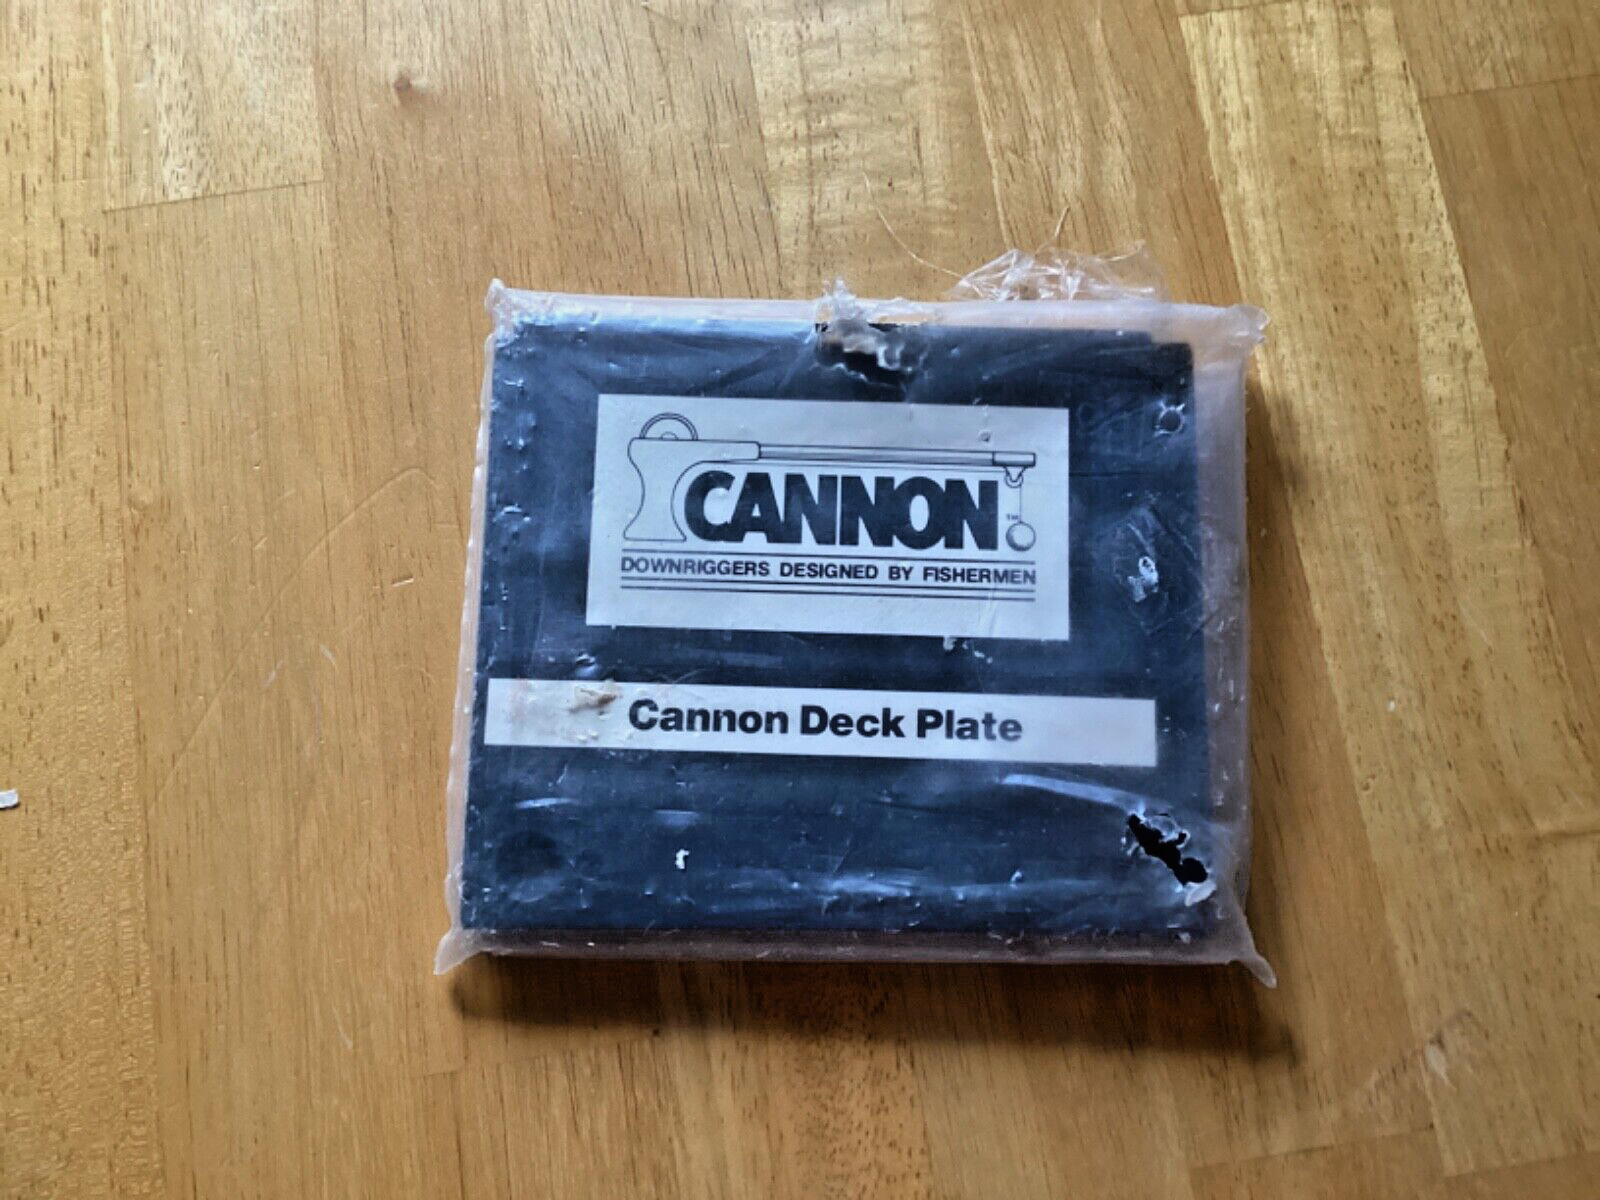 CANNON
TM
DOWNRIGGERS DESIGNED BY FISHERMEN
Cannon Deck Plate